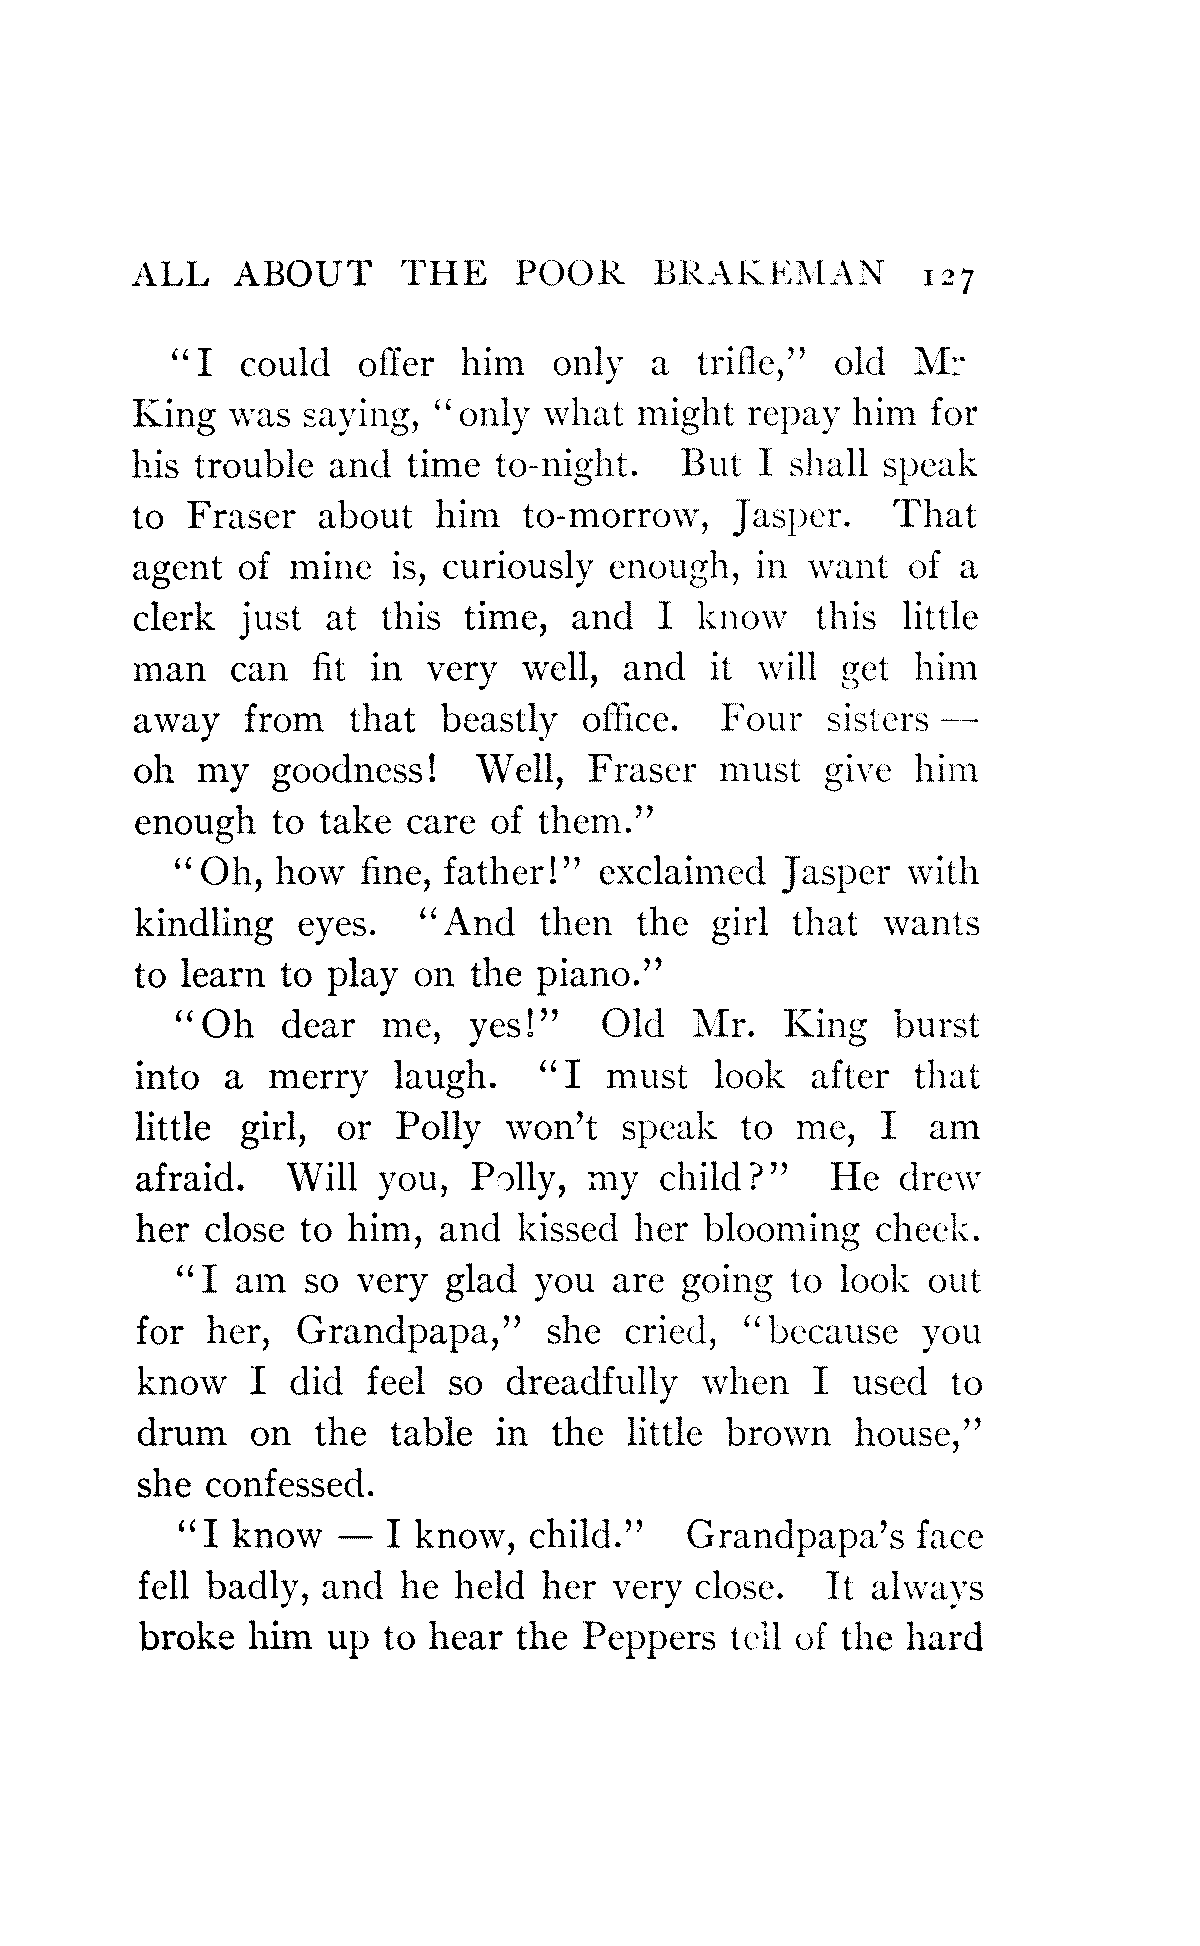 ALL ABOUT THE POOR BRAKEMAN 127
"I could offer him only a trifle," old Mr
King was saying, "only what might repay him for
his trouble and time to-night. But I shall speak
to Fraser about him to-morrow, Jasper. That
agent of mine is, curiously enough, in want of a
clerk just at this time, and I know this little
man can fit in very well, and it will get him
away from that beastly office. Four sisters —
oh my goodness! Well, Fraser must give him
enough to take care of them."
"Oh, how fine, father!" exclaimed Jasper with
kindling eyes. "And then the girl that wants
to learn to play on the piano."
"Oh dear me, yes!" Old Mr. King burst
into a merry laugh. "I must look after that
little girl, or Polly won't speak to me, I am
afraid. Will you, Polly, my child?" He drew
her close to him, and kissed her blooming cheek.
"I am so very glad you are going to look out
for her, Grandpapa," she cried, "because you
know I did feel so dreadfully when I used to
drum on the table in the little brown house,"
she confessed.
"I know — I know, child." Grandpapa's face
fell badly, and he held her very close. It always
broke him up to hear the Peppers tell of the hard